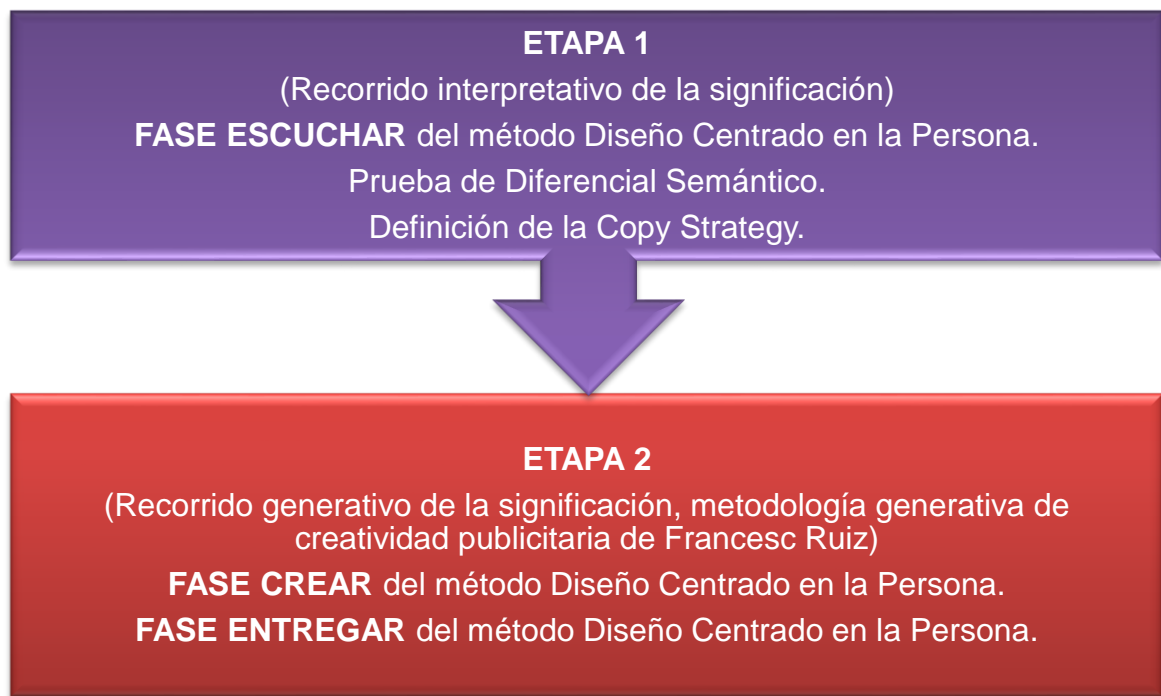 ETAPA 1
(Recorrido interpretativo de la significación)
FASE ESCUCHAR del método Diseño Centrado en la Persona.
Prueba de Diferencial Semántico.
Definición de la Copy Strategy.
ETAPA 2
(Recorrido generativo de la significación, metodología generativa de
creatividad publicitaria de Francesc Ruiz)
FASE CREAR del método Diseño Centrado en la Persona.
FASE ENTREGAR del método Diseño Centrado en la Persona.